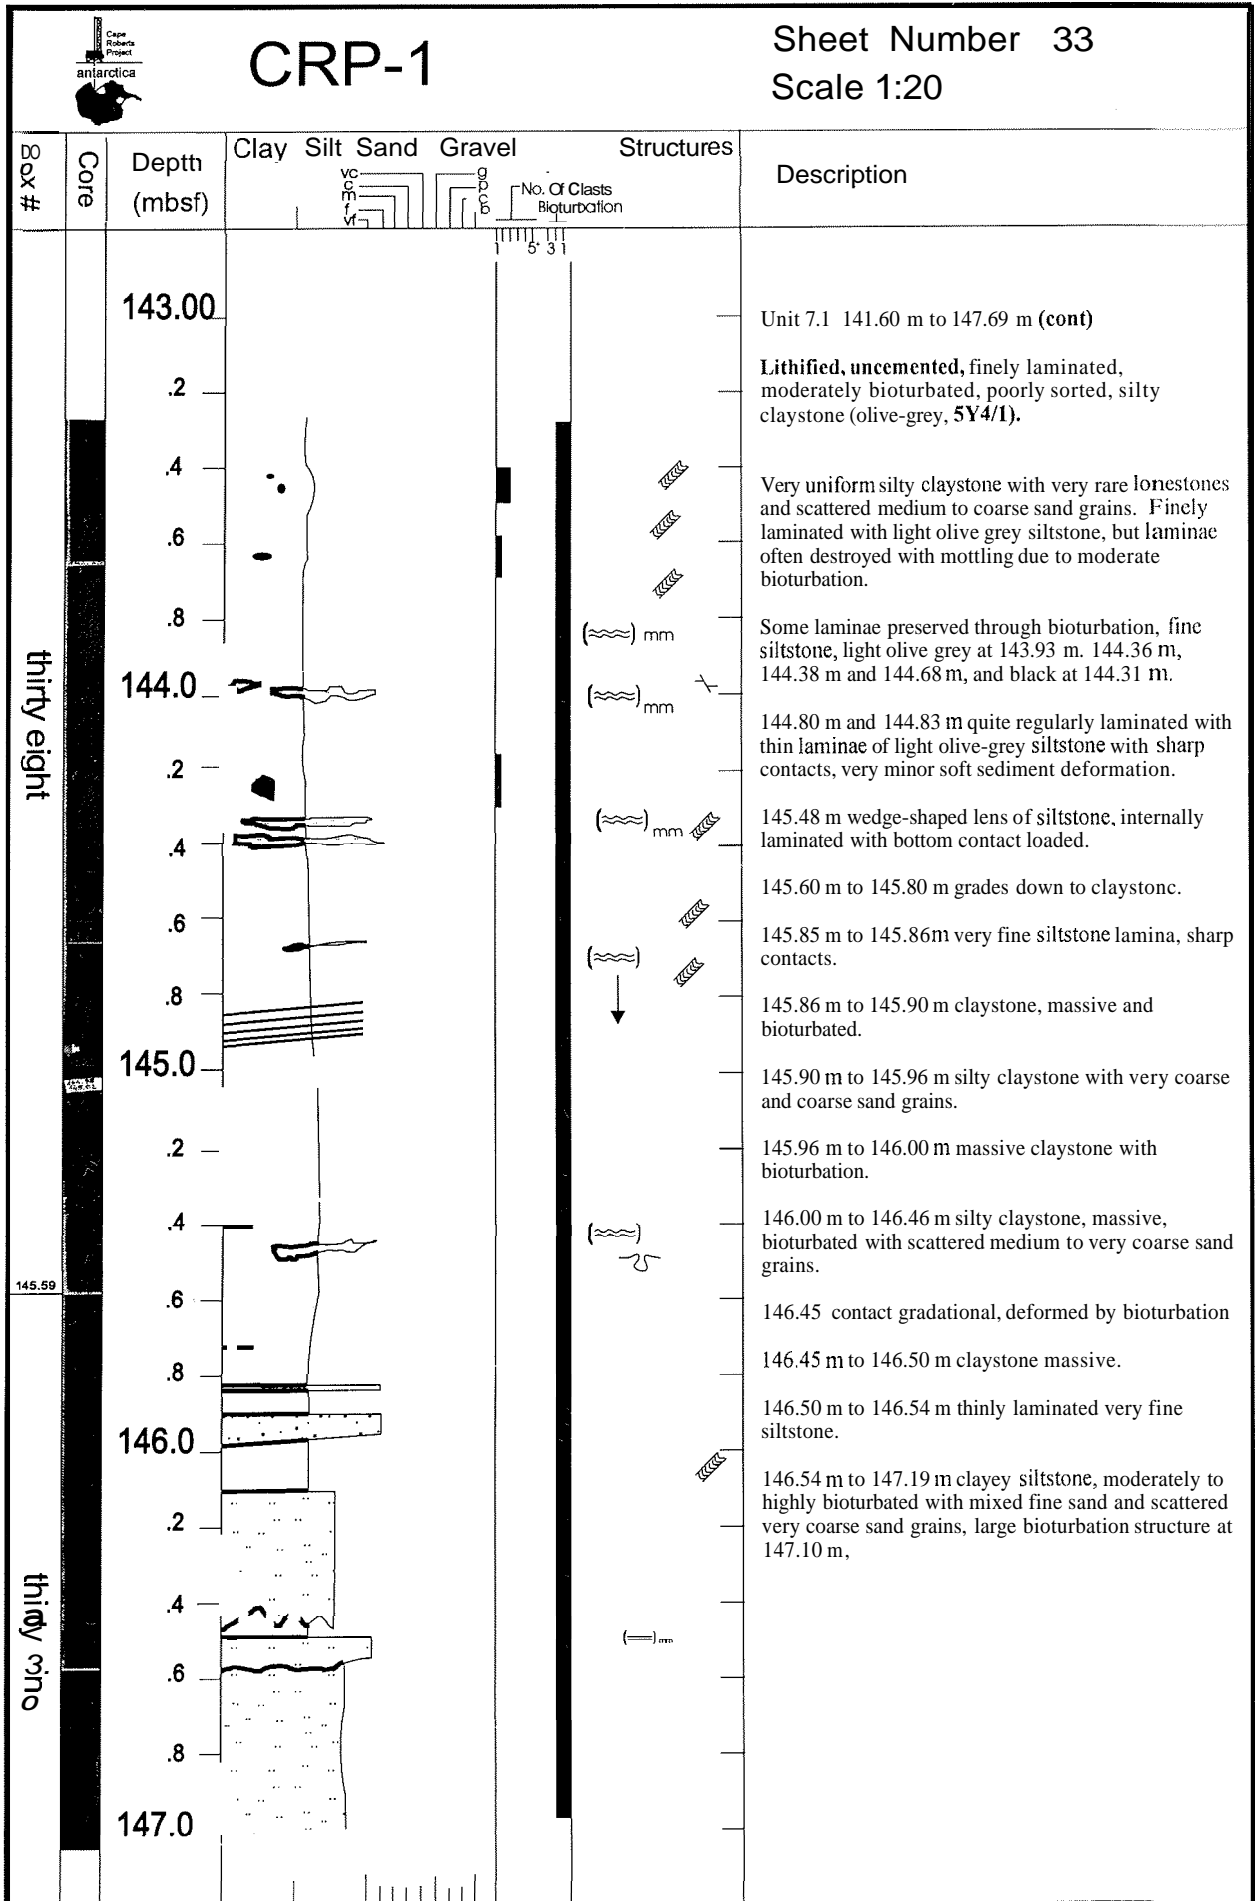 Cape
Roberts
Project
antarctica
CRP-1
Sheet Number 33
Scale 1:20
Box #
Core
Depth
(mbsf)
Clay Silt Sand Gravel
Structures
Description
vc
c
m
f
vf
g
p
c
b
No. Of Clasts
Bioturbation
1 5+ 3 1
143.00
.2
.4
.6
.8
144.0
.2
.4
.6
.8
145.0
.2
.4
.6
.8
146.0
.2
.4
.6
.8
147.0
thirty eight
145.59
mm
mm
mm
mm
Unit 7.1 141.60 m to 147.69 m (cont)
Lithified, uncemented, finely laminated,
moderately bioturbated, poorly sorted, silty
claystone (olive-grey, 5Y4/1).
Very uniform silty claystone with very rare lonestones
and scattered medium to coarse sand grains. Finely
laminated with light olive grey siltstone, but laminae
often destroyed with mottling due to moderate
bioturbation.
Some laminae preserved through bioturbation, fine
siltstone, light olive grey at 143.93 m. 144.36 m,
144.38 m and 144.68 m, and black at 144.31 m.
144.80 m and 144.83 m quite regularly laminated with
thin laminae of light olive-grey siltstone with sharp
contacts, very minor soft sediment deformation.
145.48 m wedge-shaped lens of siltstone, internally
laminated with bottom contact loaded.
145.60 m to 145.80 m grades down to claystonc.
145.85 m to 145.86m very fine siltstone lamina, sharp
contacts.
145.86 m to 145.90 m claystone, massive and
bioturbated.
145.90 m to 145.96 m silty claystone with very coarse
and coarse sand grains.
145.96 m to 146.00 m massive claystone with
bioturbation.
146.00 m to 146.46 m silty claystone, massive,
bioturbated with scattered medium to very coarse sand
grains.
146.45 contact gradational, deformed by bioturbation
146.45 m to 146.50 m claystone massive.
146.50 m to 146.54 m thinly laminated very fine
siltstone.
146.54 m to 147.19 m clayey siltstone, moderately to
highly bioturbated with mixed fine sand and scattered
very coarse sand grains, large bioturbation structure at
147.10 m,